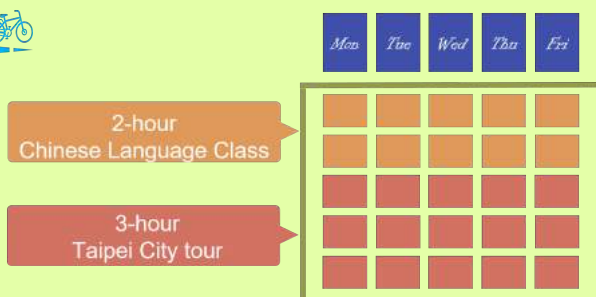 Mon Tue Wed Thu Fri
2-hour
Chinese Language Class
3-hour
Taipei City tour